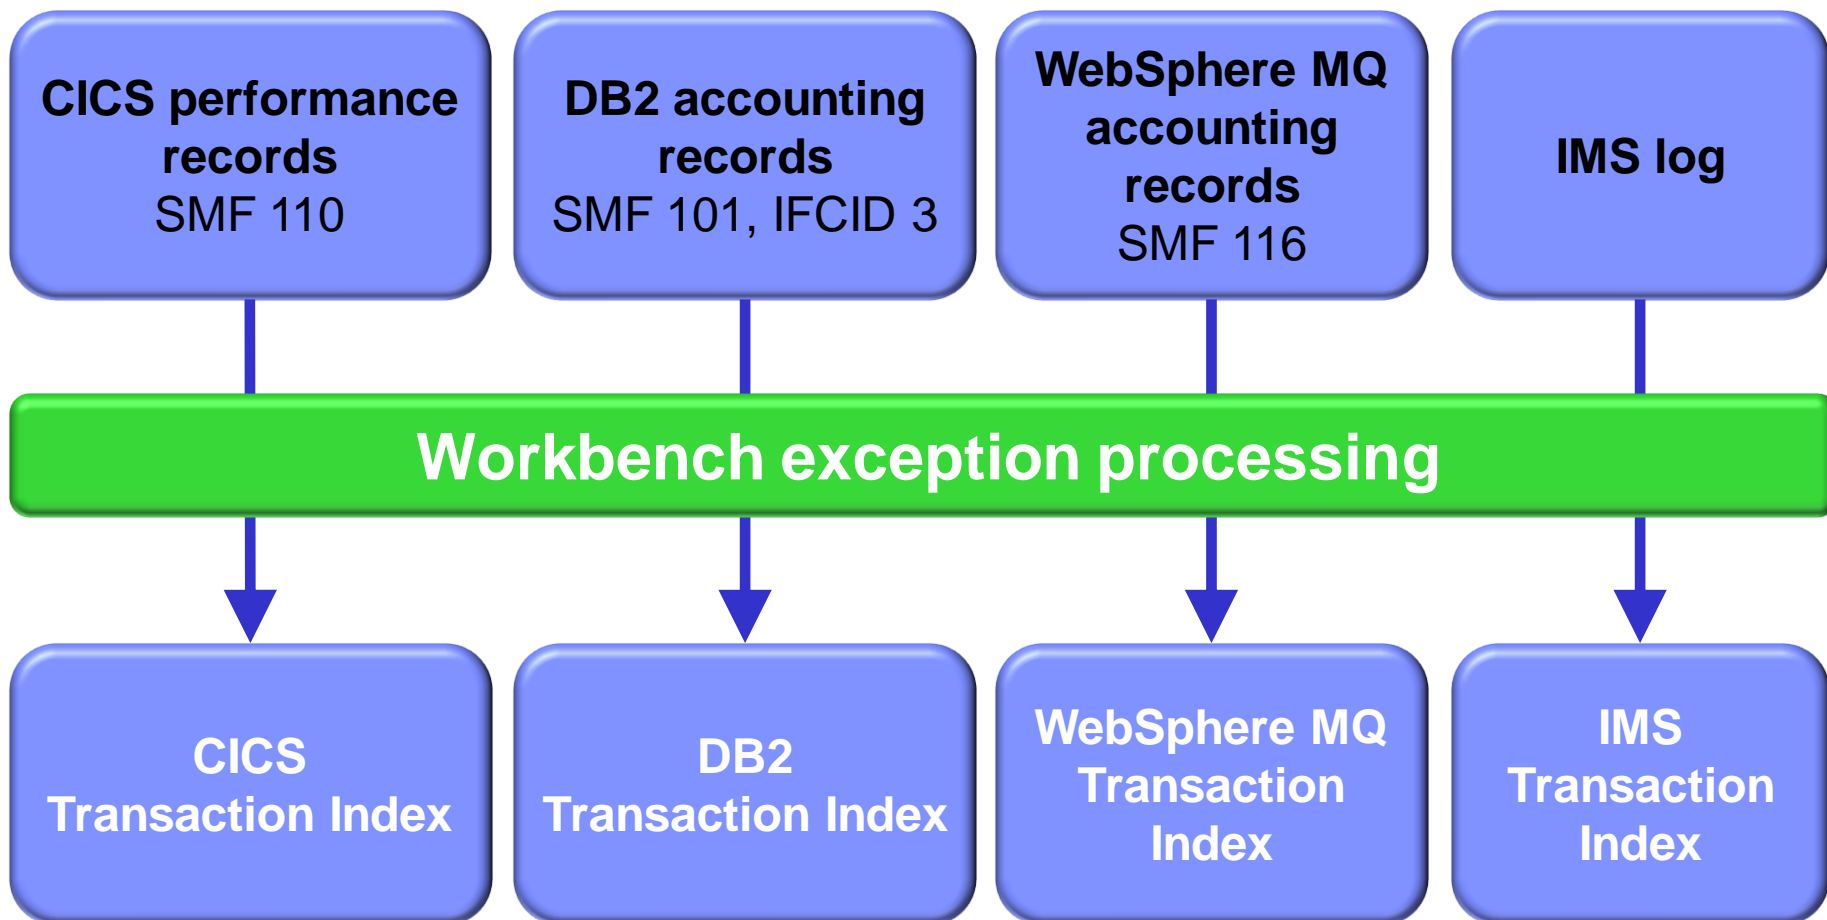 CICS performance
records
SMF 110
DB2 accounting
records
SMF 101, IFCID 3
WebSphere MQ
accounting
records
SMF 116
IMS log
Workbench exception processing
CICS
Transaction Index
DB2
Transaction Index
WebSphere MQ
Transaction
Index
IMS
Transaction
Index